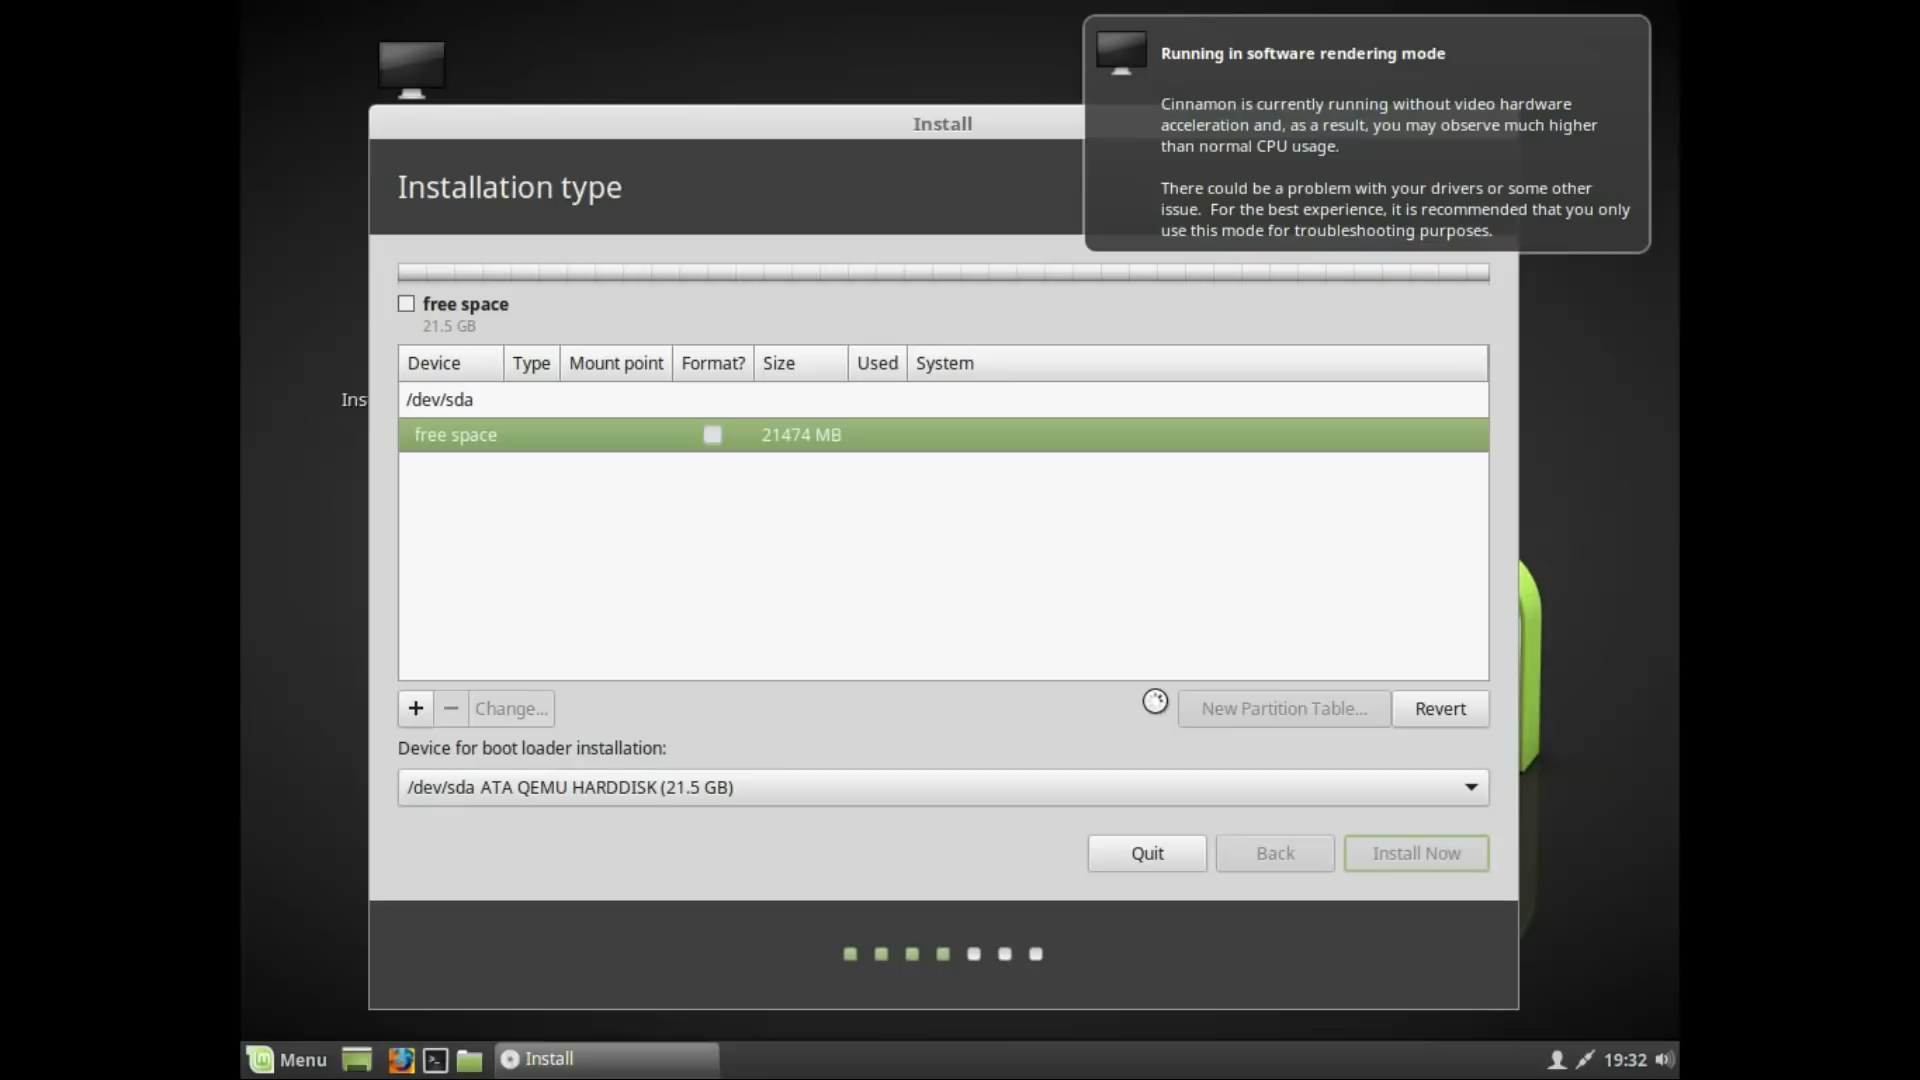 Running in software rendering mode
Cinnamon is currently running without video hardware
acceleration and, as a result, you may observe much higher
than normal CPU usage.
There could be a problem with your drivers or some other
issue.  For the best experience, it is recommended that you only
use this mode for troubleshooting purposes.
Install
Installation type
free space
21.5 GB
Device Type Mount point Format? Size Used System
/dev/sda
free space 21474 MB
Ins
+ − Change... New Partition Table... Revert
Device for boot loader installation:
/dev/sda ATA QEMU HARDDISK (21.5 GB)
Quit Back Install Now
Menu Install 19:32